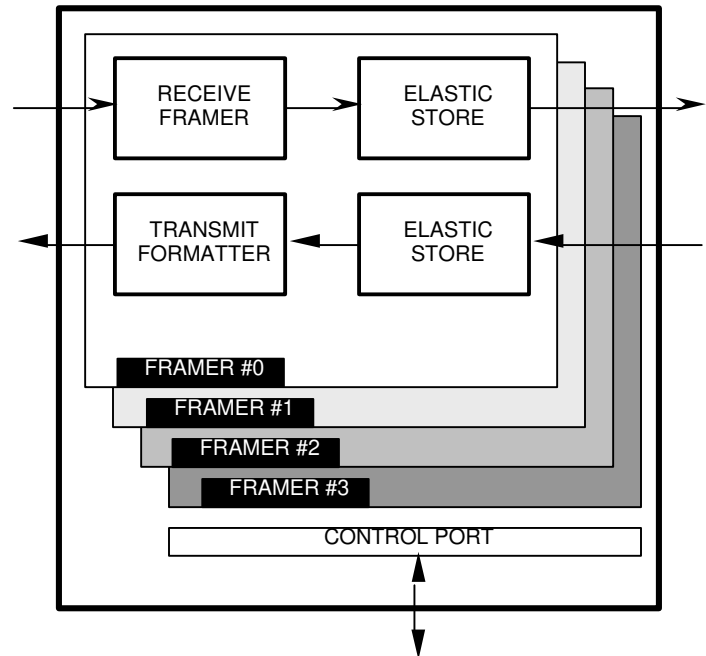 RECEIVE
FRAMER
ELASTIC
STORE
TRANSMIT
FORMATTER
ELASTIC
STORE
FRAMER #0
FRAMER #1
FRAMER #2
FRAMER #3
CONTROL PORT